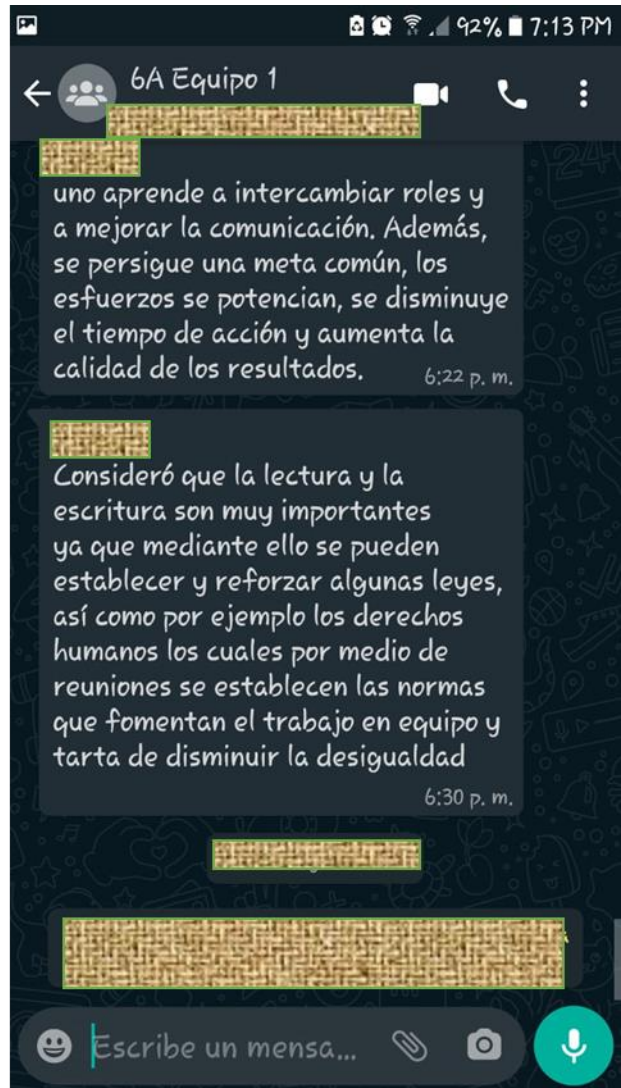 92% 7:13 PM
6A Equipo 1
uno aprende a intercambiar roles y
a mejorar la comunicación. Además,
se persigue una meta común, los
esfuerzos se potencian, se disminuye
el tiempo de acción y aumenta la
calidad de los resultados.
6:22 p. m.
Consideró que la lectura y la
escritura son muy importantes
ya que mediante ello se pueden
establecer y reforzar algunas leyes,
así como por ejemplo los derechos
humanos los cuales por medio de
reuniones se establecen las normas
que fomentan el trabajo en equipo y
tarta de disminuir la desigualdad
6:30 p. m.
Escribe un mensa...